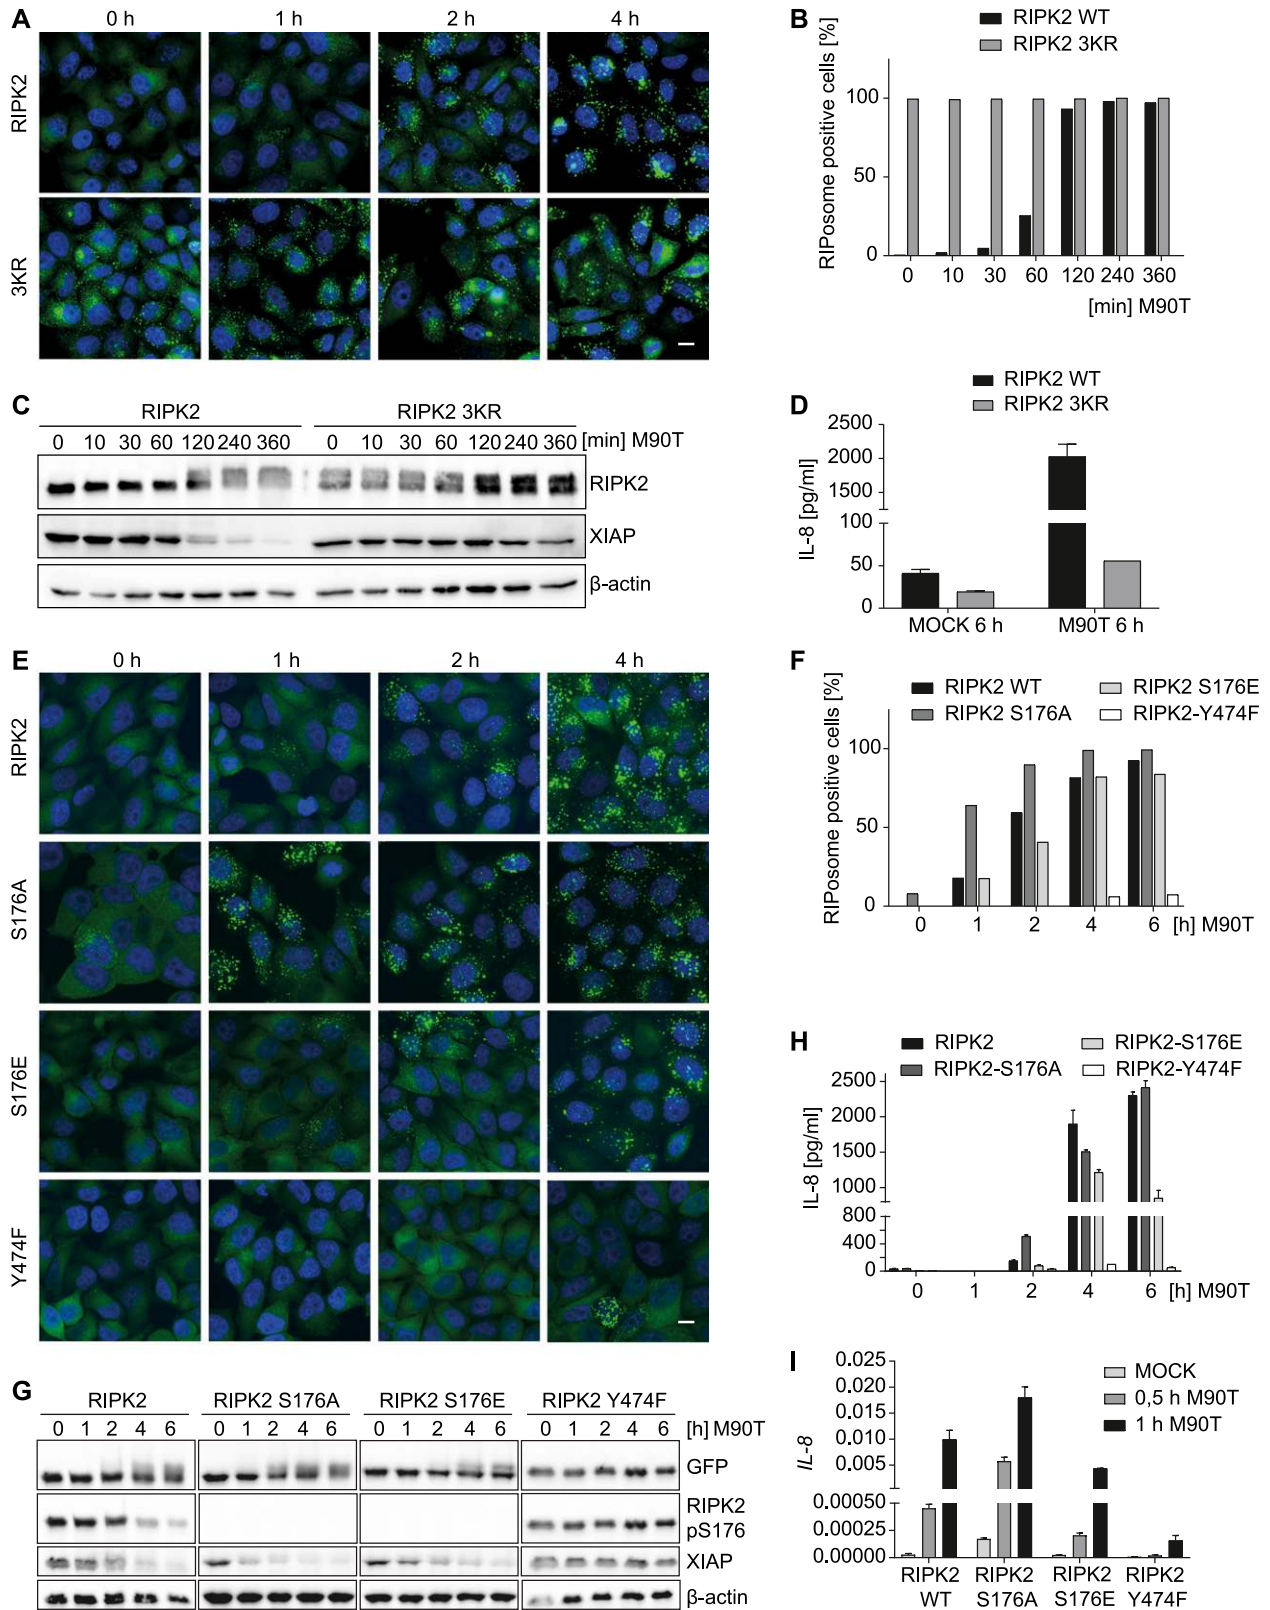 A
0 h 1 h 2 h 4 h
RIPK2
3KR
B
RIPK2 WT
RIPK2 3KR
RIPosome positive cells [%]
100
50
0
0 10 30 60 120 240 360
[min] M90T
C
RIPK2 RIPK2 3KR
0 10 30 60 120 240 360 0 10 30 60 120 240 360 [min] M90T
RIPK2
XIAP
β-actin
D
RIPK2 WT
RIPK2 3KR
IL-8 [pg/ml]
2500
2000
1500
100
50
0
MOCK 6 h M90T 6 h
E
0 h 1 h 2 h 4 h
RIPK2
S176A
S176E
Y474F
F
RIPK2 WT RIPK2 S176E
RIPK2 S176A RIPK2-Y474F
RIPosome positive cells [%]
100
50
0
0 1 2 4 6 [h] M90T
G
RIPK2 RIPK2 S176A RIPK2 S176E RIPK2 Y474F
0 1 2 4 6 0 1 2 4 6 0 1 2 4 6 0 1 2 4 6 [h] M90T
GFP
RIPK2
pS176
XIAP
β-actin
H
RIPK2 RIPK2-S176E
RIPK2-S176A RIPK2-Y474F
IL-8 [pg/ml]
2500
2000
1500
1000
800
400
0
0 1 2 4 6 [h] M90T
I
MOCK
0,5 h M90T
1 h M90T
IL-8
0.025
0.020
0.015
0.010
0.005
0.00050
0.00025
0.00000
RIPK2 RIPK2 RIPK2 RIPK2
WT S176A S176E Y474F